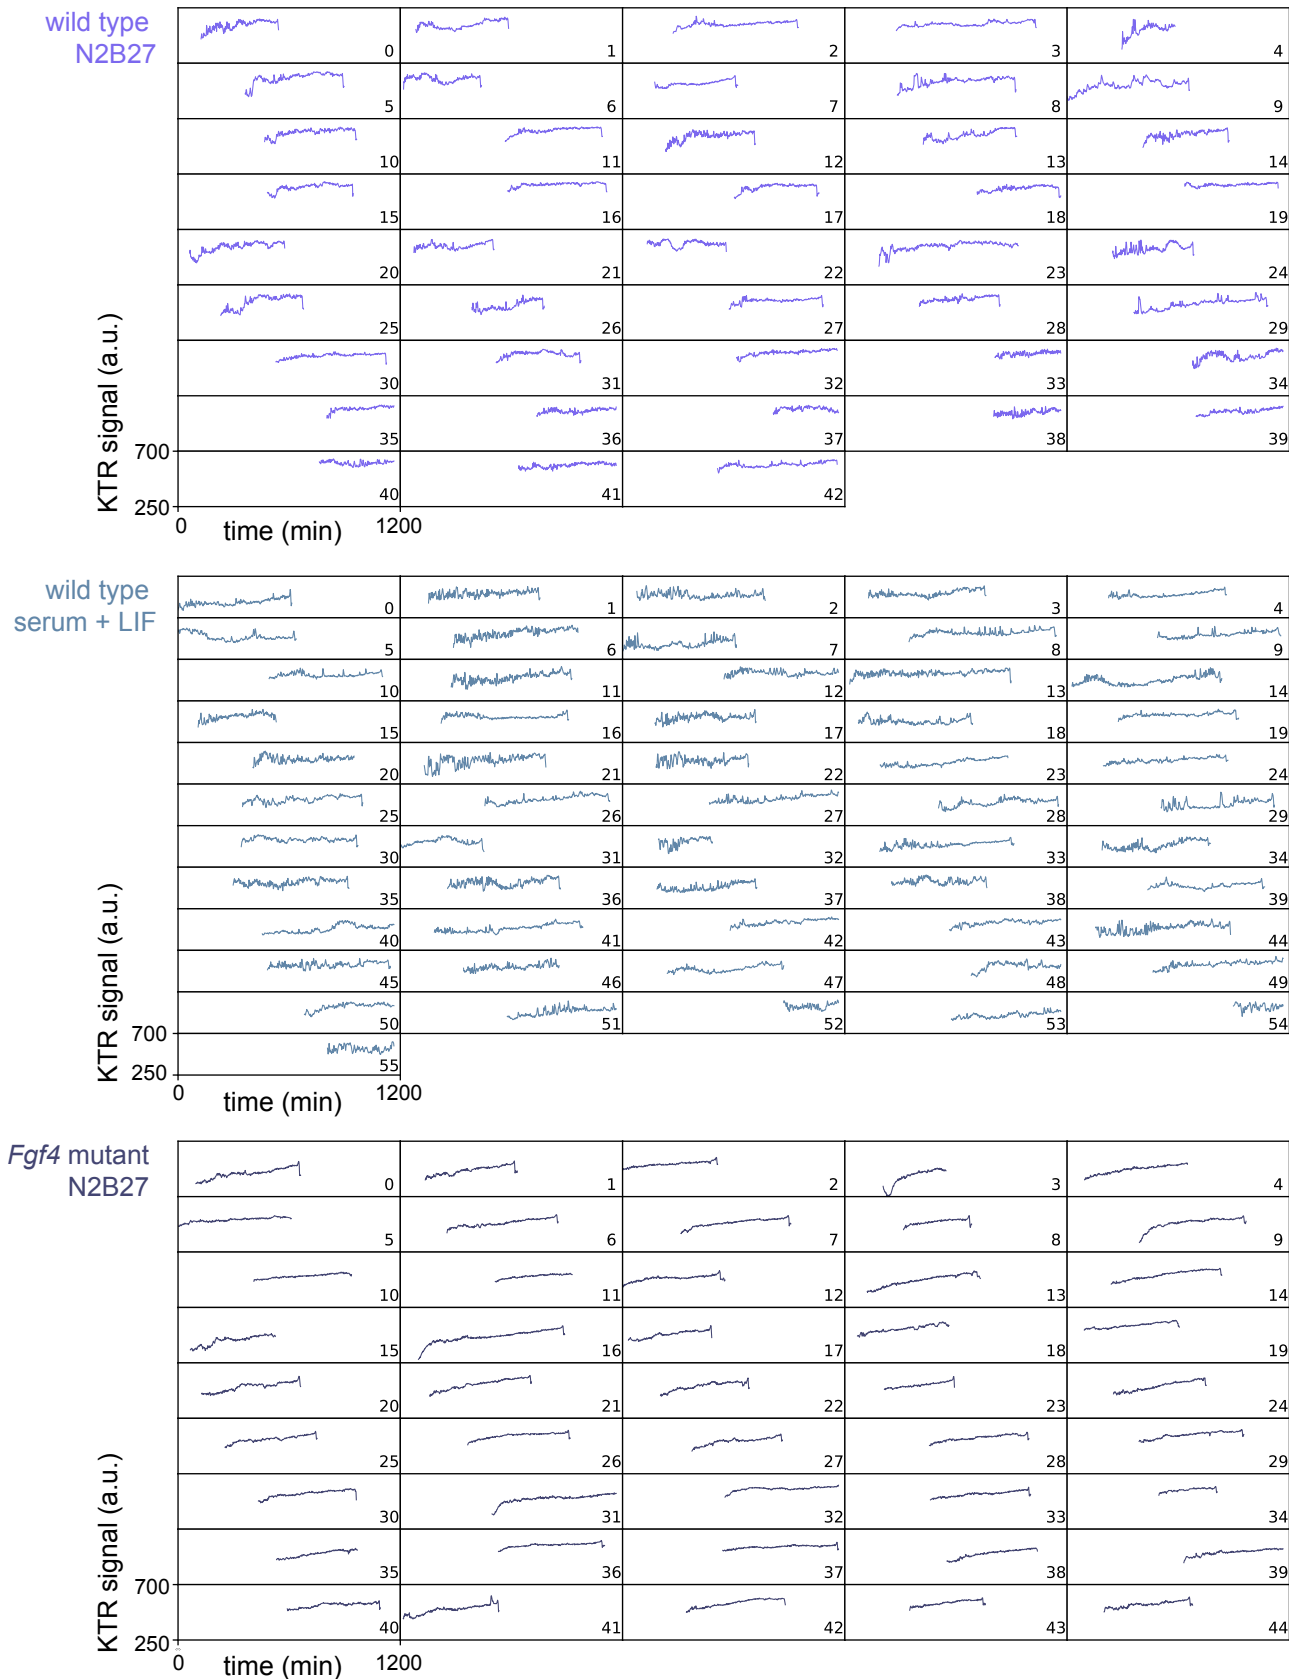 wild type
N2B27
0 1 2 3 4
5 6 7 8 9
10 11 12 13 14
15 16 17 18 19
20 21 22 23 24
25 26 27 28 29
30 31 32 33 34
35 36 37 38 39
40 41 42
KTR signal (a.u.)
700
250
0 1200
time (min)
wild type
serum + LIF
0 1 2 3 4
5 6 7 8 9
10 11 12 13 14
15 16 17 18 19
20 21 22 23 24
25 26 27 28 29
30 31 32 33 34
35 36 37 38 39
40 41 42 43 44
45 46 47 48 49
50 51 52 53 54
55
KTR signal (a.u.)
700
250
0 1200
time (min)
Fgf4 mutant
N2B27
0 1 2 3 4
5 6 7 8 9
10 11 12 13 14
15 16 17 18 19
20 21 22 23 24
25 26 27 28 29
30 31 32 33 34
35 36 37 38 39
40 41 42 43 44
KTR signal (a.u.)
700
250
0 1200
time (min)